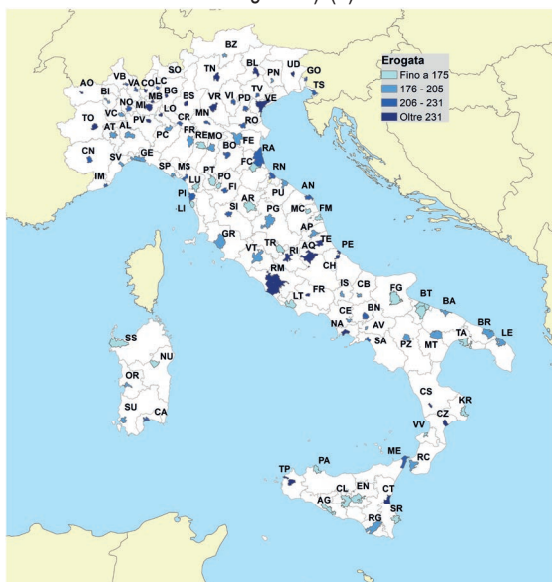 BZ
SO
BL
UD
VB
LC
TN
AO
VA
CO
PN
GO
BI
MB
BG
ES
TV
TS
NO
VR
VI
PD
VE
VC
MI
LO
MN
TO
AT
AL
PV
CR
RO
PC
FR
RE
MO
FE
CN
GE
BO
RA
SV
SP
MS
FC
IM
LU
PT
PO
RN
PI
FI
PU
AN
LI
SI
AR
MC
FM
PG
AP
GR
TR
TE
VT
RI
AQ
PE
RM
CH
IS
CB
FG
LT
FR
BT
BA
CE
BN
NA
AV
BR
SA
PZ
MT
TA
LE
SS
NU
OR
CS
KR
SU
CA
CZ
VV
ME
PA
RC
TP
CL
EN
CT
AG
SR
RG
Erogata
Fino a 175
176 - 205
206 - 231
Oltre 231